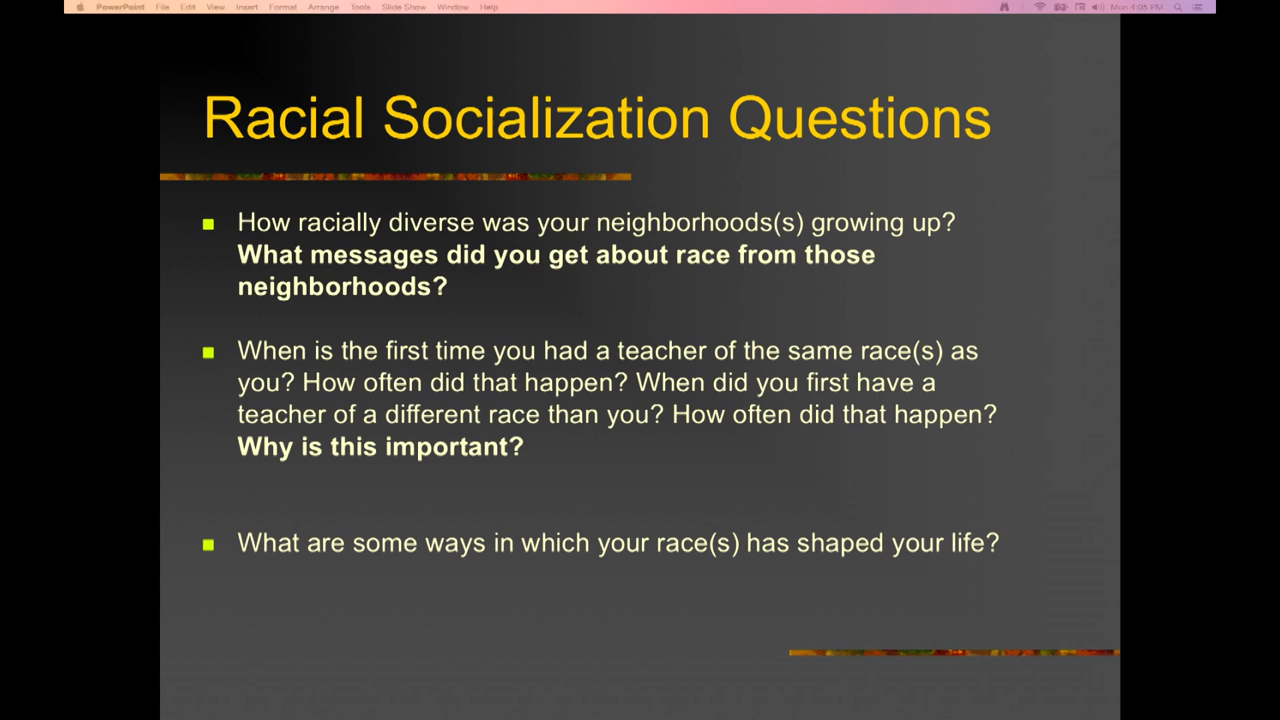 PowerPoint File Edit View Insert Format Arrange Tools Slide Show Window Help Mon 4:05 PM
Racial Socialization Questions
How racially diverse was your neighborhoods(s) growing up?
What messages did you get about race from those
neighborhoods?
When is the first time you had a teacher of the same race(s) as
you? How often did that happen? When did you first have a
teacher of a different race than you? How often did that happen?
Why is this important?
What are some ways in which your race(s) has shaped your life?